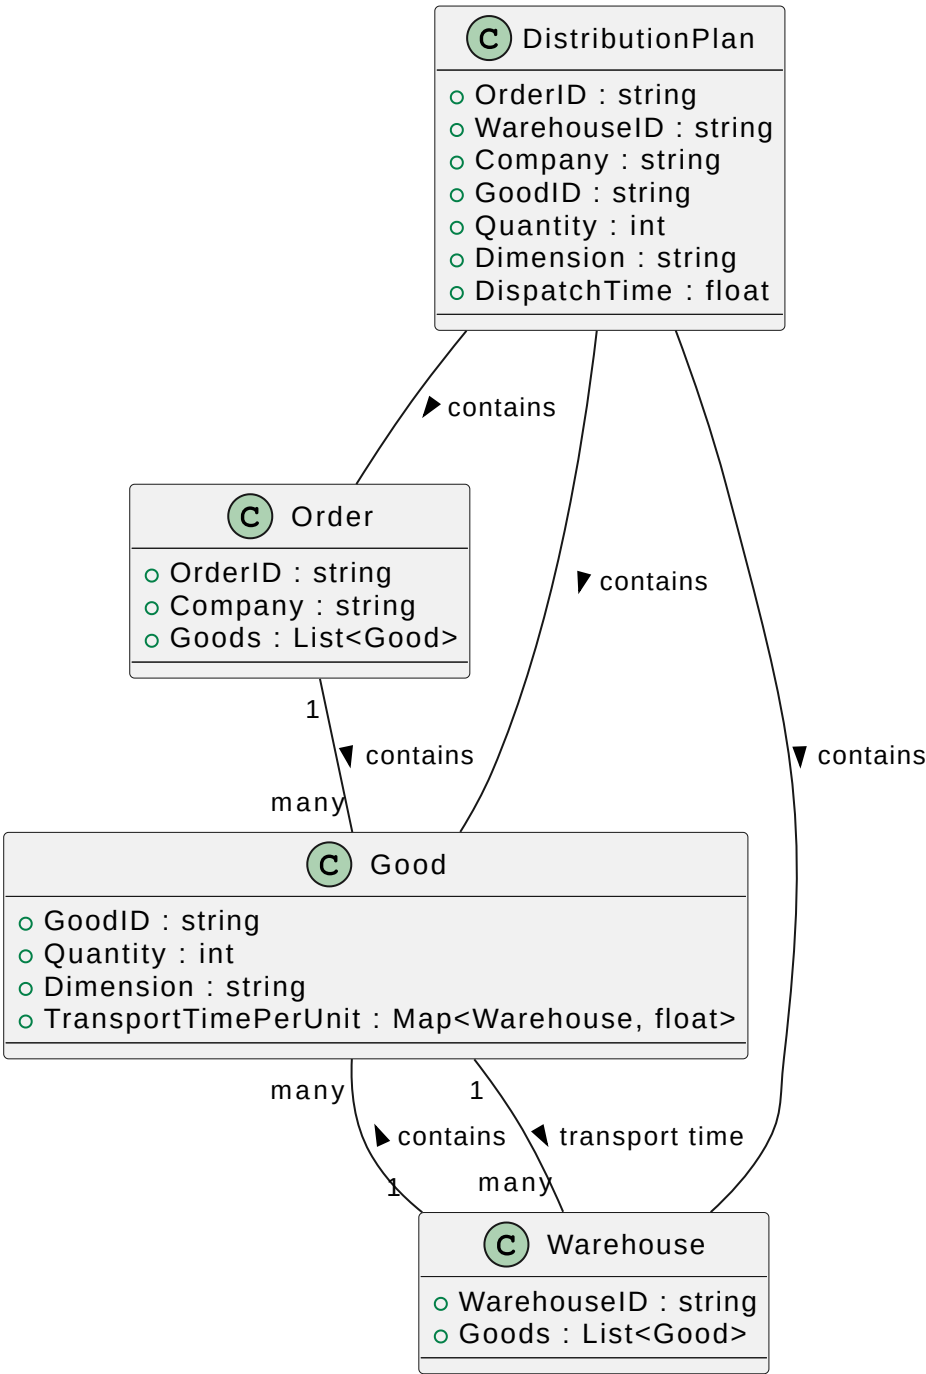 C DistributionPlan
OrderID : string
WarehouseID : string
Company : string
GoodID : string
Quantity : int
Dimension : string
DispatchTime : float
contains
C Order
OrderID : string
Company : string
Goods : List<Good>
contains
1
contains
contains
many
C Good
GoodID : string
Quantity : int
Dimension : string
TransportTimePerUnit : Map<Warehouse, float>
many
1
contains
transport time
1
many
C Warehouse
WarehouseID : string
Goods : List<Good>